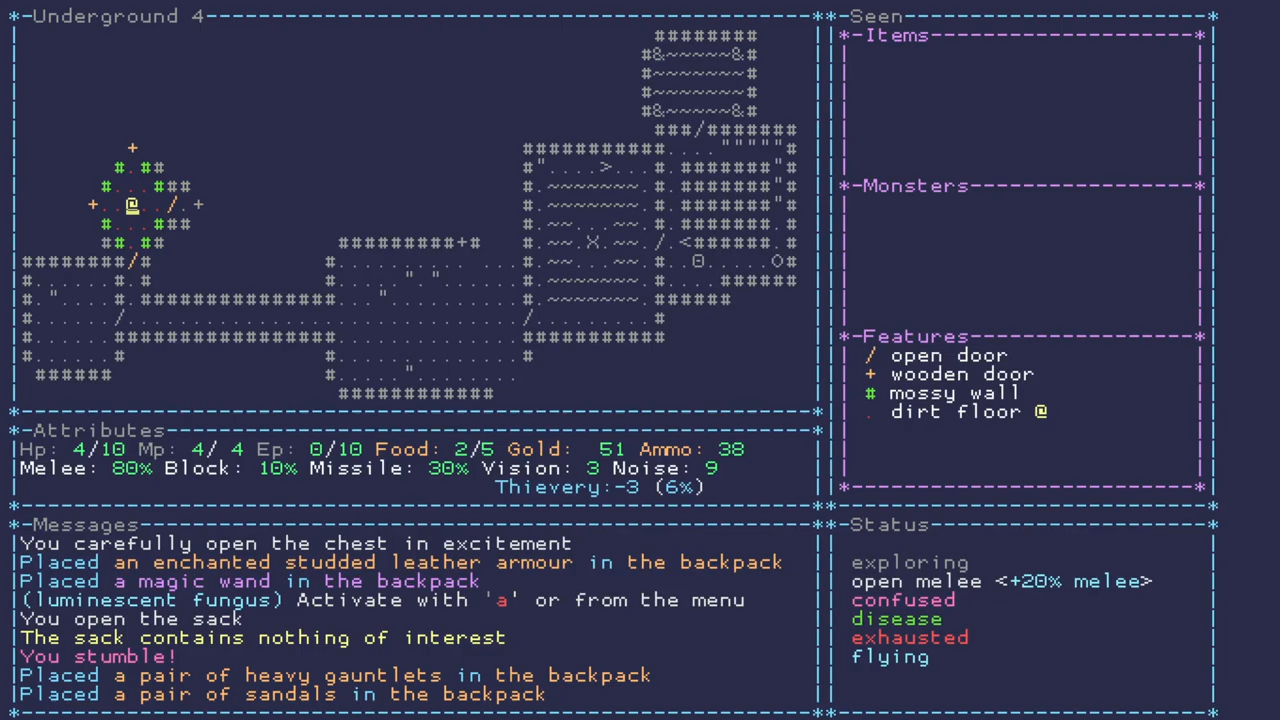 Underground 4
########
#&~~~~~&#
#~~~~~~~#
#~~~~~~~#
#&~~~~~&#
###/#######
+ ###########. . . . """""#
#.## #". . . . >. . . #. #######"#
#. . . ### #.~~~~~~~. #. #######"#
+. . @. . /. + #.~~~~~~~. #. #######"#
#. . . ### #.~~. . . ~~. #. #######. #
##.## #########+# #.~~. X. ~~. / <######. #
########/# #. . . . . . . . . . . . . #.~~. . . ~~. #. . O. . . . . O#
#. . . . . . #. # #. . . . . ". ". . . . . . #.~~~~~~~. #. . . . ######
#. ". . . . #. ###############. . . ". . . . . . . . . . #.~~~~~~~. ######
#. . . . . . /. . . . . . . . . . . . . . . . . . . . . . . . . . . . . . /. . . . . . . . . #
#. . . . . . ################. . . . . . . . . . . . . . ###########
#. . . . . . # #. . . . . . . . . . . . . . #
###### #. . . . . ". . . . . . . .
############
Attributes
Hp: 4/10 Mp: 4/ 4 Ep: 0/10 Food: 2/5 Gold: 51 Ammo: 38
Melee: 80% Block: 10% Missile: 30% Vision: 3 Noise: 9
Thievery:-3 (6%)
Messages
You carefully open the chest in excitement
Placed an enchanted studded leather armour in the backpack
Placed a magic wand in the backpack
(luminescent fungus) Activate with 'a' or from the menu
You open the sack
The sack contains nothing of interest
You stumble!
Placed a pair of heavy gauntlets in the backpack
Placed a pair of sandals in the backpack
Seen
Items
Monsters
Features
/ open door
+ wooden door
# mossy wall
. dirt floor @
Status
exploring
open melee <+20% melee>
confused
disease
exhausted
flying